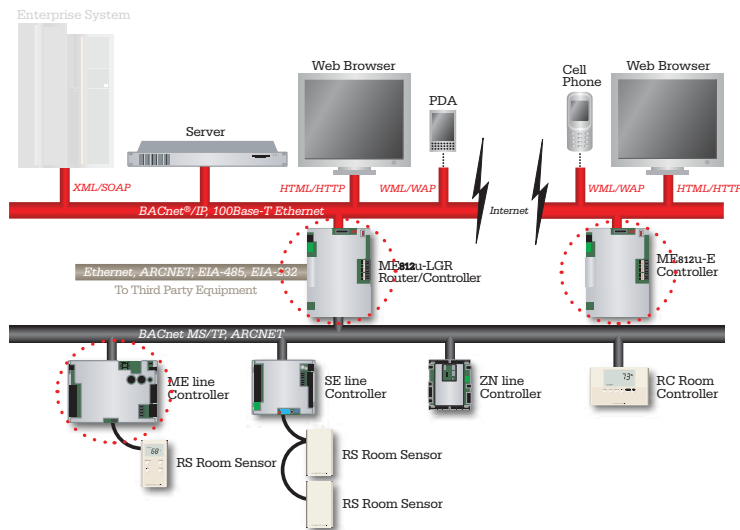 Enterprise System
Server
Web Browser
PDA
Cell
Phone
Web Browser
XML/SOAP
HTML/HTTP
WML/WAP
WML/WAP
HTML/HTTP
BACnet®/IP, 100Base-T Ethernet
Internet
Ethernet, ARCNET, EIA-485, EIA-232
To Third Party Equipment
ME812u-LGR
Router/Controller
ME812u-E
Controller
BACnet MS/TP, ARCNET
ME line
Controller
SE line
Controller
ZN line
Controller
RC Room
Controller
73°
68°
RS Room Sensor
RS Room Sensor
RS Room Sensor